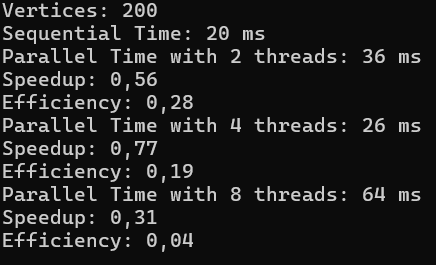 Vertices: 200
Sequential Time: 20 ms
Parallel Time with 2 threads: 36 ms
Speedup: 0,56
Efficiency: 0,28
Parallel Time with 4 threads: 26 ms
Speedup: 0,77
Efficiency: 0,19
Parallel Time with 8 threads: 64 ms
Speedup: 0,31
Efficiency: 0,04